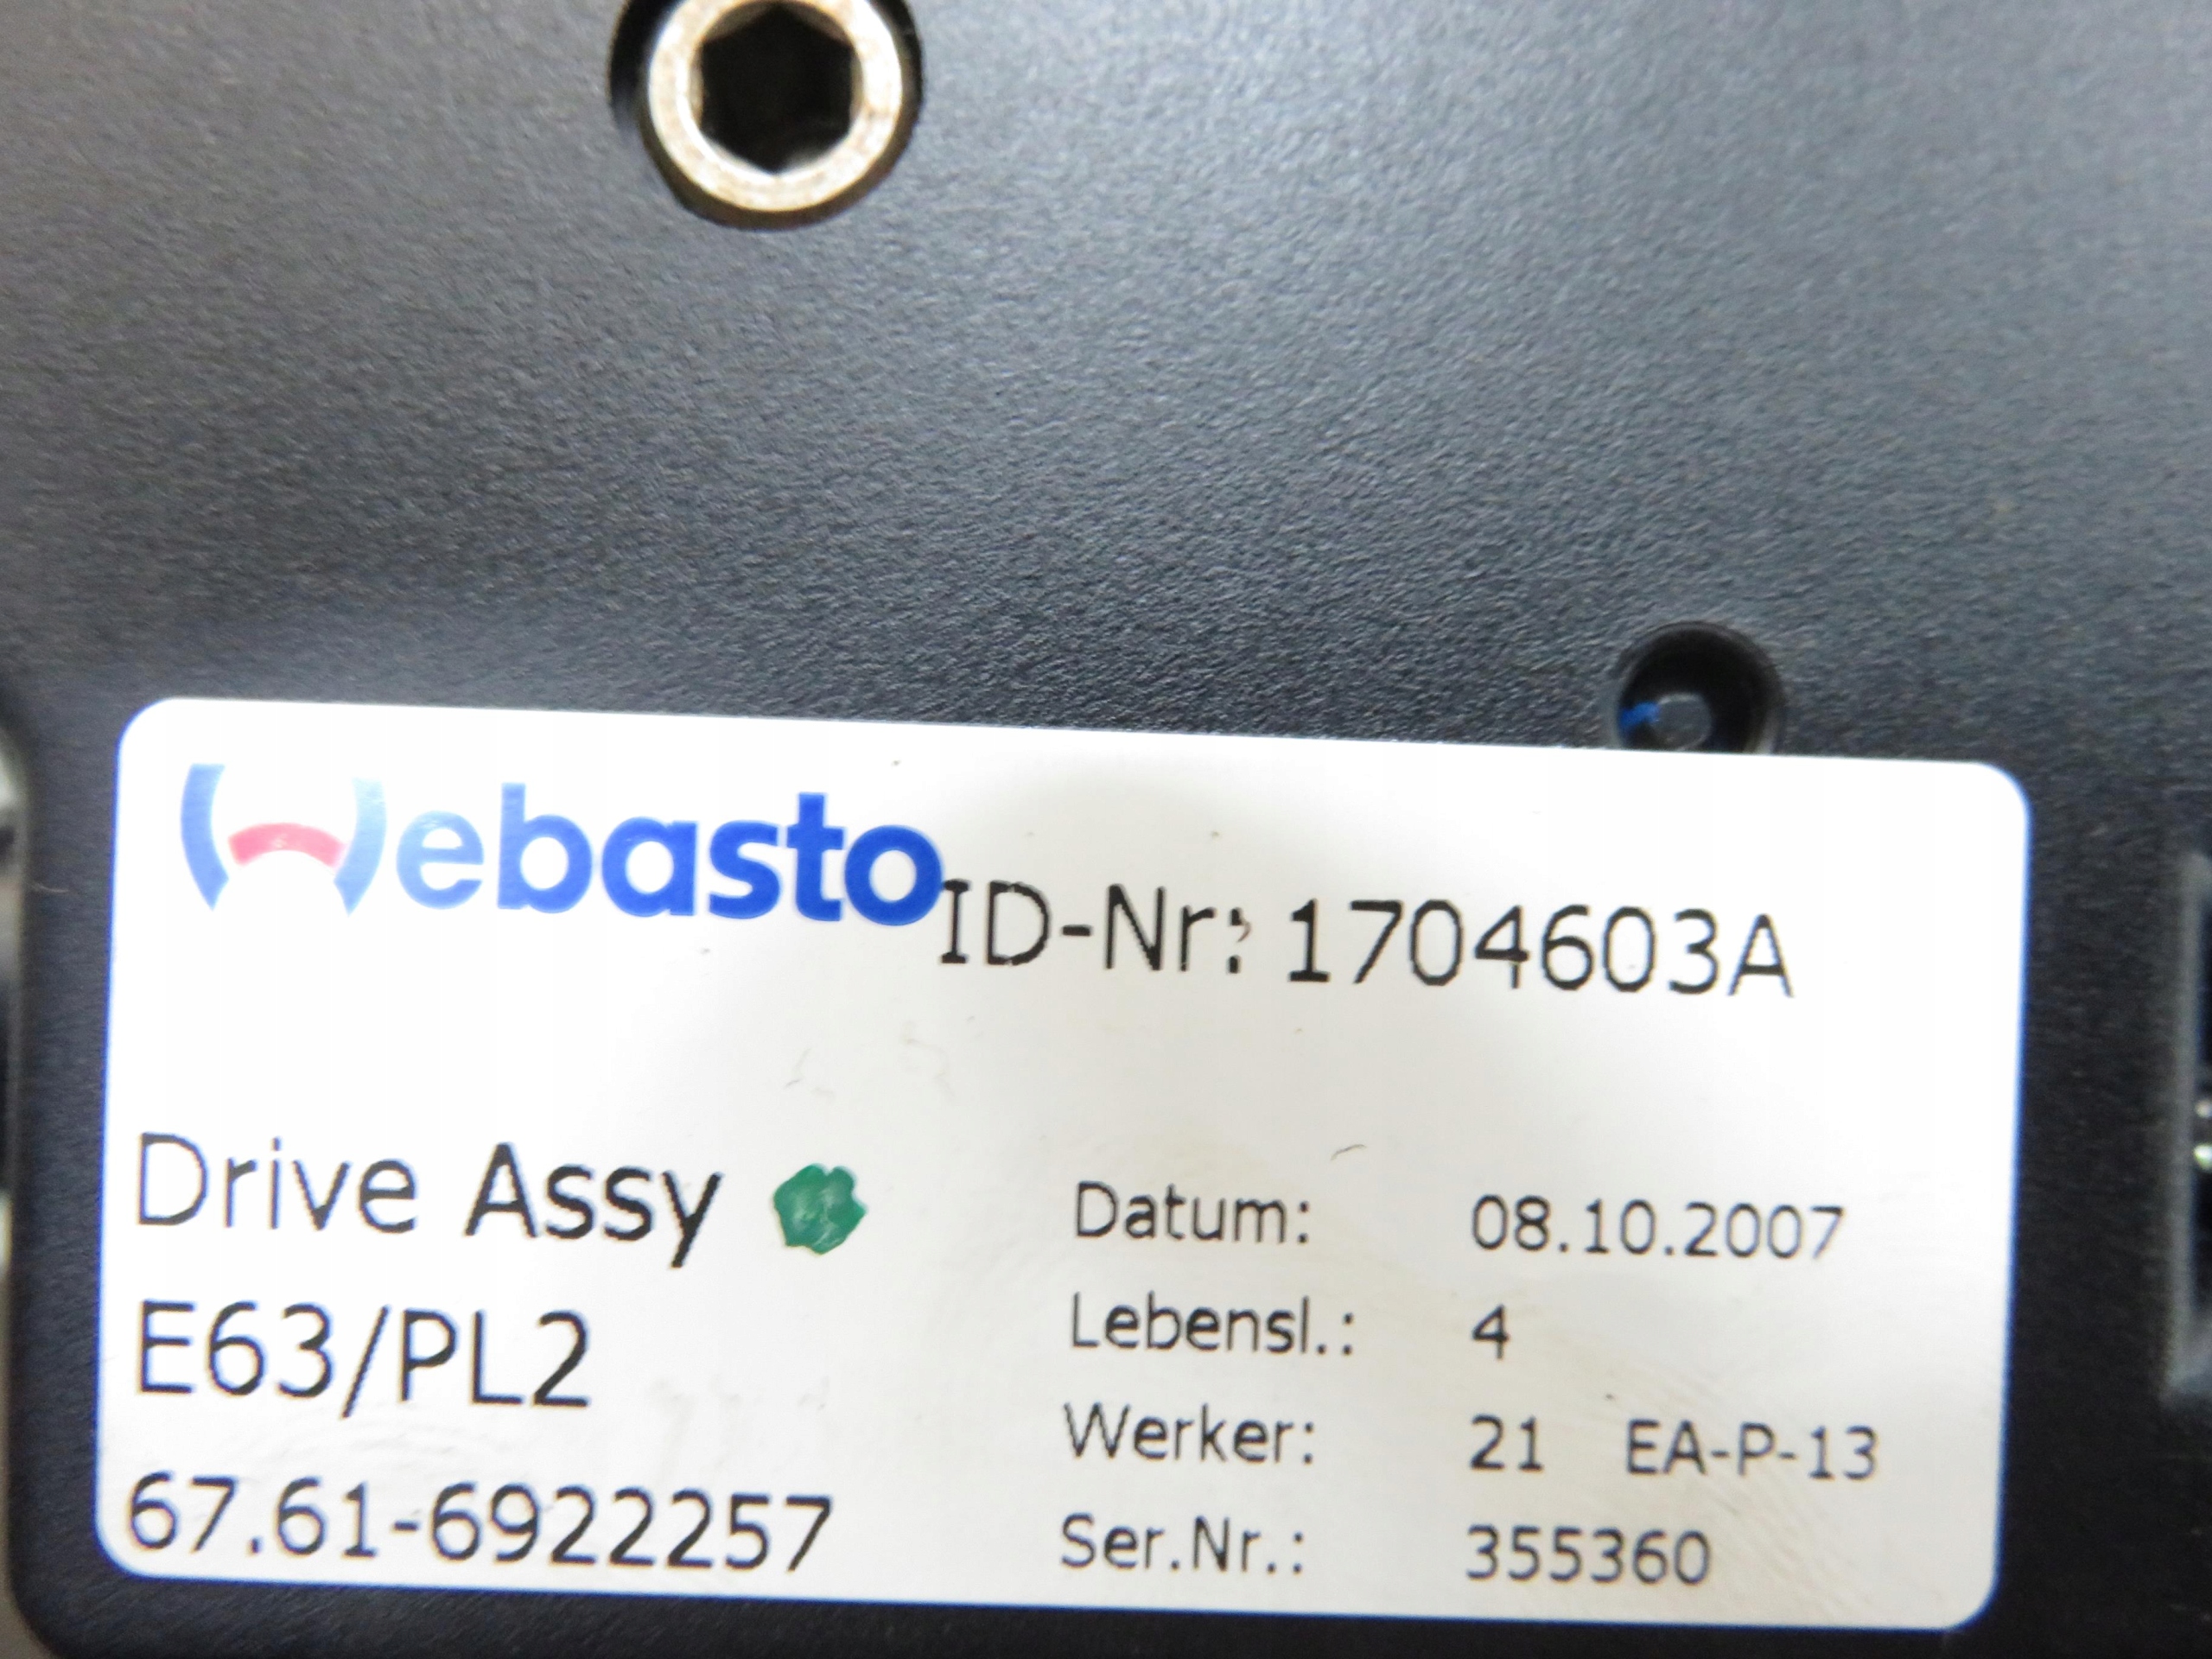 Webasto ID-Nr: 1704603A
Drive Assy
E63/PL2
67.61-6922257
Datum: 08.10.2007
Lebensl.: 4
Werker: 21 EA-P-13
Ser.Nr.: 355360